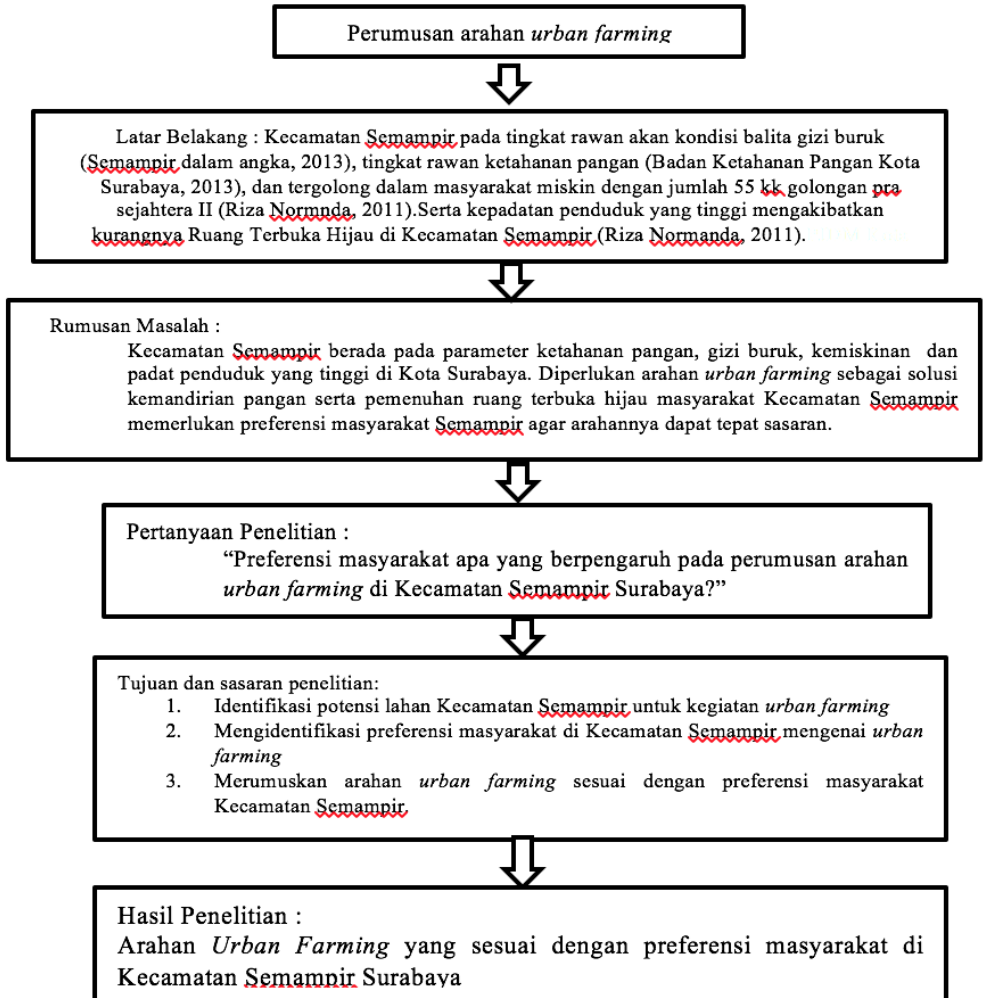 Perumusan arahan urban farming
Latar Belakang : Kecamatan Semampir pada tingkat rawan akan kondisi balita gizi buruk
(Semampir dalam angka, 2013), tingkat rawan ketahanan pangan (Badan Ketahanan Pangan Kota
Surabaya, 2013), dan tergolong dalam masyarakat miskin dengan jumlah 55 kk golongan pra
sejahtera II (Riza Normnda, 2011).Serta kepadatan penduduk yang tinggi mengakibatkan
kurangnya Ruang Terbuka Hijau di Kecamatan Semampir (Riza Normanda, 2011).
Rumusan Masalah :
Kecamatan Semampir berada pada parameter ketahanan pangan, gizi buruk, kemiskinan dan
padat penduduk yang tinggi di Kota Surabaya. Diperlukan arahan urban farming sebagai solusi
kemandirian pangan serta pemenuhan ruang terbuka hijau masyarakat Kecamatan Semampir
memerlukan preferensi masyarakat Semampir agar arahannya dapat tepat sasaran.
Pertanyaan Penelitian :
“Preferensi masyarakat apa yang berpengaruh pada perumusan arahan
urban farming di Kecamatan Semampir Surabaya?”
Tujuan dan sasaran penelitian:
1. Identifikasi potensi lahan Kecamatan Semampir untuk kegiatan urban farming
2. Mengidentifikasi preferensi masyarakat di Kecamatan Semampir mengenai urban
farming
3. Merumuskan arahan urban farming sesuai dengan preferensi masyarakat
Kecamatan Semampir.
Hasil Penelitian :
Arahan Urban Farming yang sesuai dengan preferensi masyarakat di
Kecamatan Semampir Surabaya